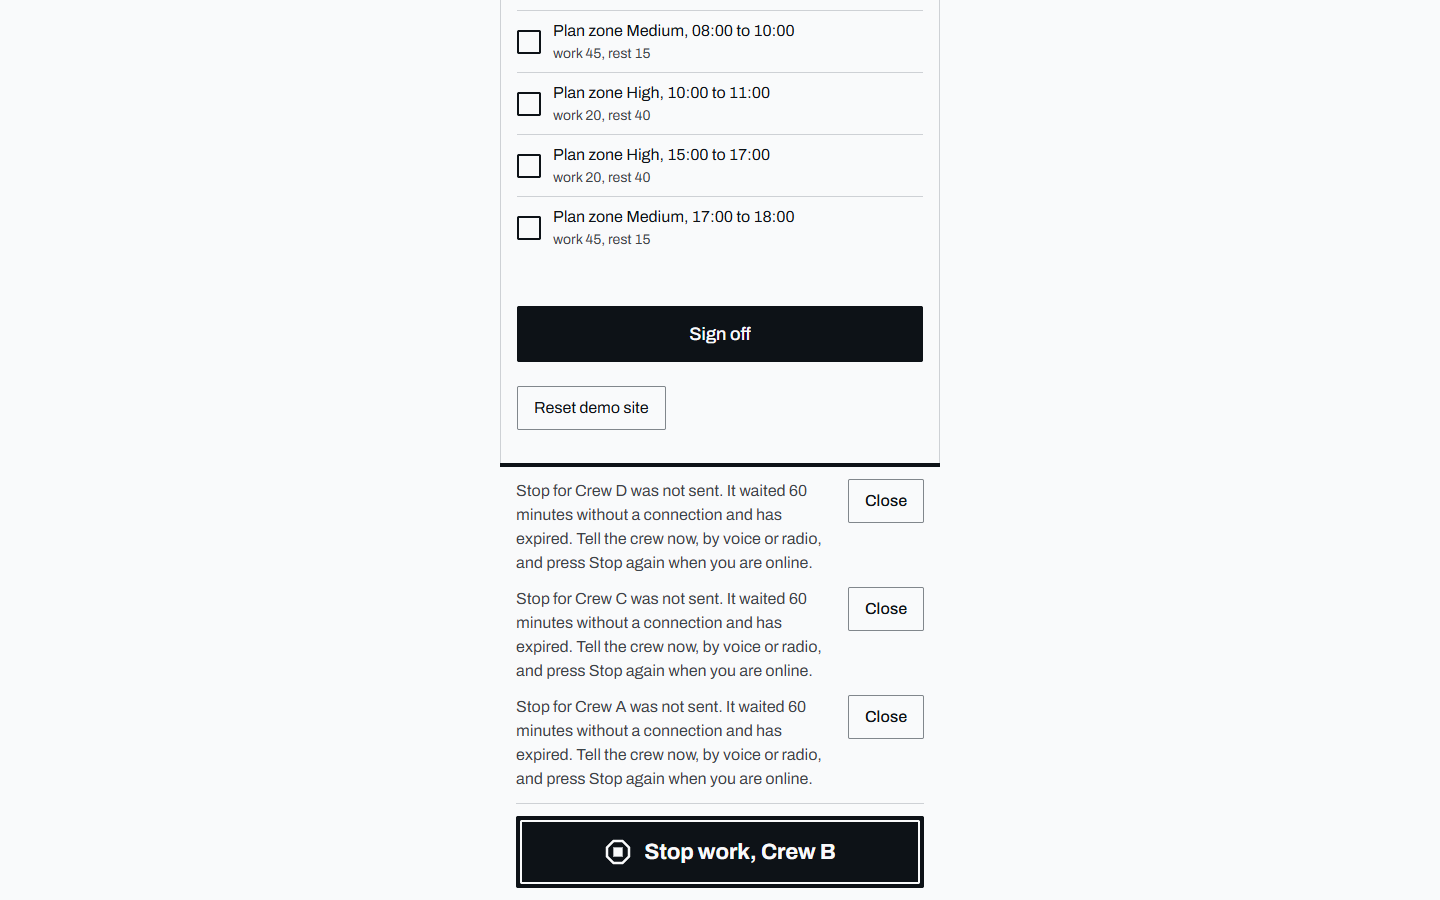 Plan zone Medium, 08:00 to 10:00
work 45, rest 15
Plan zone High, 10:00 to 11:00
work 20, rest 40
Plan zone High, 15:00 to 17:00
work 20, rest 40
Plan zone Medium, 17:00 to 18:00
work 45, rest 15
Sign off
Reset demo site
Stop for Crew D was not sent. It waited 60
minutes without a connection and has
expired. Tell the crew now, by voice or radio,
and press Stop again when you are online.
Close
Stop for Crew C was not sent. It waited 60
minutes without a connection and has
expired. Tell the crew now, by voice or radio,
and press Stop again when you are online.
Close
Stop for Crew A was not sent. It waited 60
minutes without a connection and has
expired. Tell the crew now, by voice or radio,
and press Stop again when you are online.
Close
Stop work, Crew B